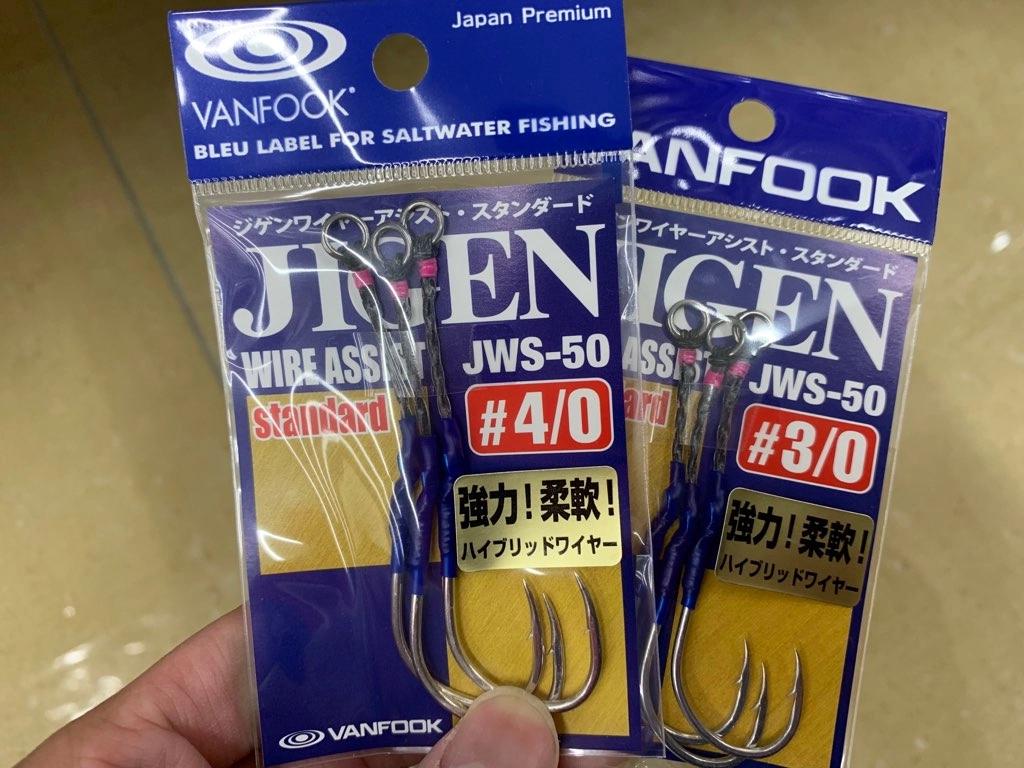 Japan Premium
VANFOOK
BLEU LABEL FOR SALTWATER FISHING
ジゲンワイヤーアシスト・スタンダード
JIGEN
WIRE ASSIST JWS-50
standard
#4/0
強力!柔軟!
ハイブリッドワイヤー
VANFOOK
ANFOOK
ワイヤーアシスト・スタンダード
IGEN
ASSIST JWS-50
ard
#3/0
強力!柔軟!
ハイブリッドワイヤー